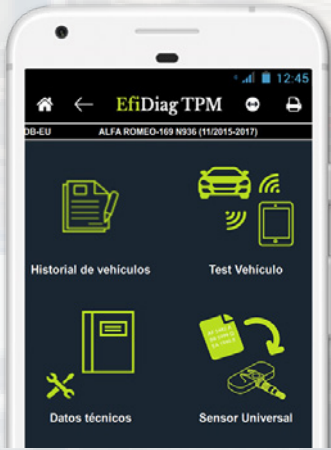 12:45
EfiDiag TPM
DB-EU ALFA ROMEO-169 N936 (11/2015-2017)
Historial de vehículos
Test Vehículo
Datos técnicos
Sensor Universal